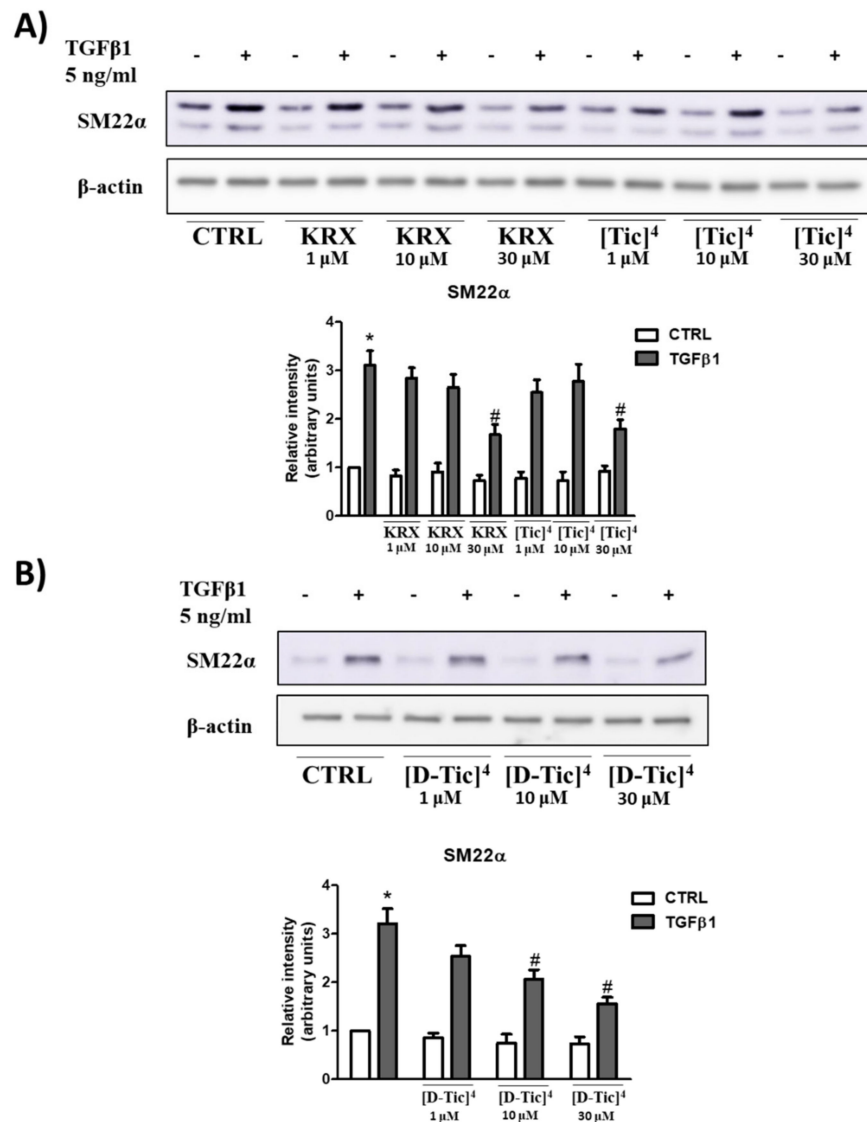 A)
TGFβ1 - + - + - + - + - + - + - +
5 ng/ml
SM22α
β-actin
CTRL KRX KRX KRX [Tic]⁴ [Tic]⁴ [Tic]⁴
1 μM 10 μM 30 μM 1 μM 10 μM 30 μM
SM22α
Relative intensity
(arbitrary units)
4
3
2
1
0
* # #
CTRL
TGFβ1
KRX KRX KRX [Tic]⁴ [Tic]⁴ [Tic]⁴
1 μM 10 μM 30 μM 1 μM 10 μM 30 μM
B)
TGFβ1 - + - + - + - +
5 ng/ml
SM22α
β-actin
CTRL [D-Tic]⁴ [D-Tic]⁴ [D-Tic]⁴
1 μM 10 μM 30 μM
SM22α
Relative intensity
(arbitrary units)
4
3
2
1
0
* # #
CTRL
TGFβ1
[D-Tic]⁴ [D-Tic]⁴ [D-Tic]⁴
1 μM 10 μM 30 μM